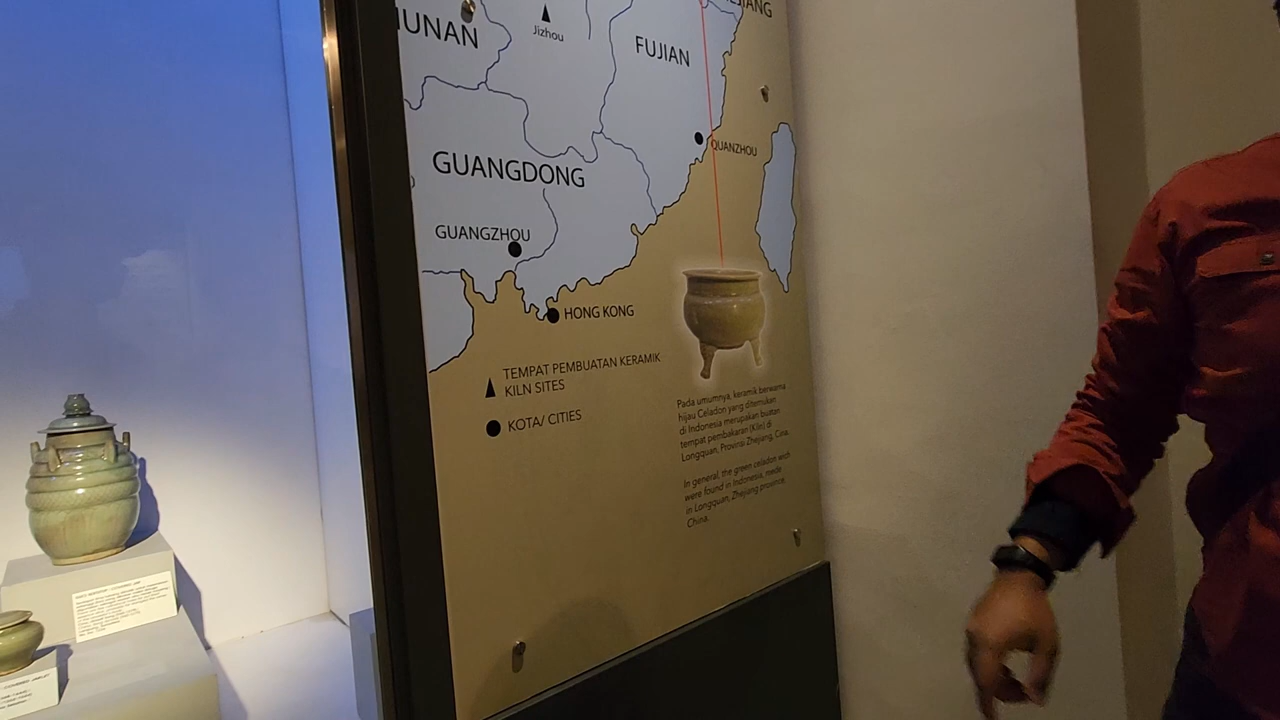 HUNAN
Jizhou
FUJIAN
JIANG
QUANZHOU
GUANGDONG
GUANGZHOU
HONG KONG
TEMPAT PEMBUATAN KERAMIK
KILN SITES
KOTA/ CITIES
Pada umumnya, keramik berwarna
hijau Celadon yang ditemukan
di Indonesia merupakan buatan
tempat pembakaran (Kiln) di
Longquan, Provinsi Zhejiang, Cina.
In general, the green celadon wich
were found in Indonesia, made
in Longquan, Zhejiang province,
China.